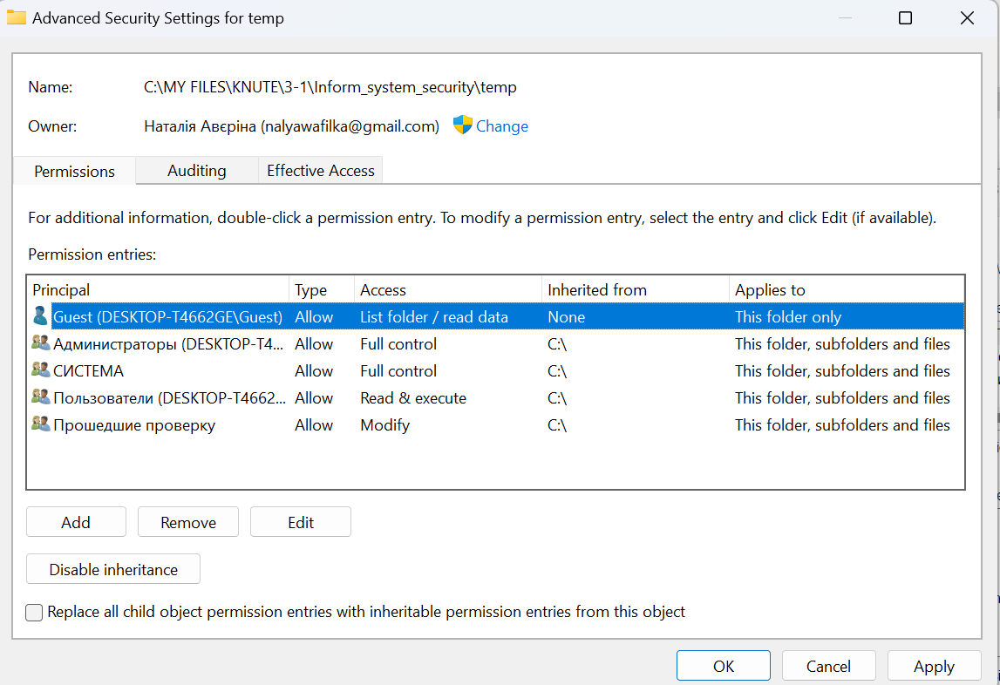 Advanced Security Settings for temp
Name: C:\MY FILES\KNUTE\3-1\Inform_system_security\temp
Owner: Наталія Авєріна (nalyawafilka@gmail.com) Change
Permissions Auditing Effective Access
For additional information, double-click a permission entry. To modify a permission entry, select the entry and click Edit (if available).
Permission entries:
Principal Type Access Inherited from Applies to
Guest (DESKTOP-T4662GE\Guest) Allow List folder / read data None This folder only
Администраторы (DESKTOP-T4... Allow Full control C:\ This folder, subfolders and files
СИСТЕМА Allow Full control C:\ This folder, subfolders and files
Пользователи (DESKTOP-T4662... Allow Read & execute C:\ This folder, subfolders and files
Прошедшие проверку Allow Modify C:\ This folder, subfolders and files
Add Remove Edit
Disable inheritance
Replace all child object permission entries with inheritable permission entries from this object
OK Cancel Apply